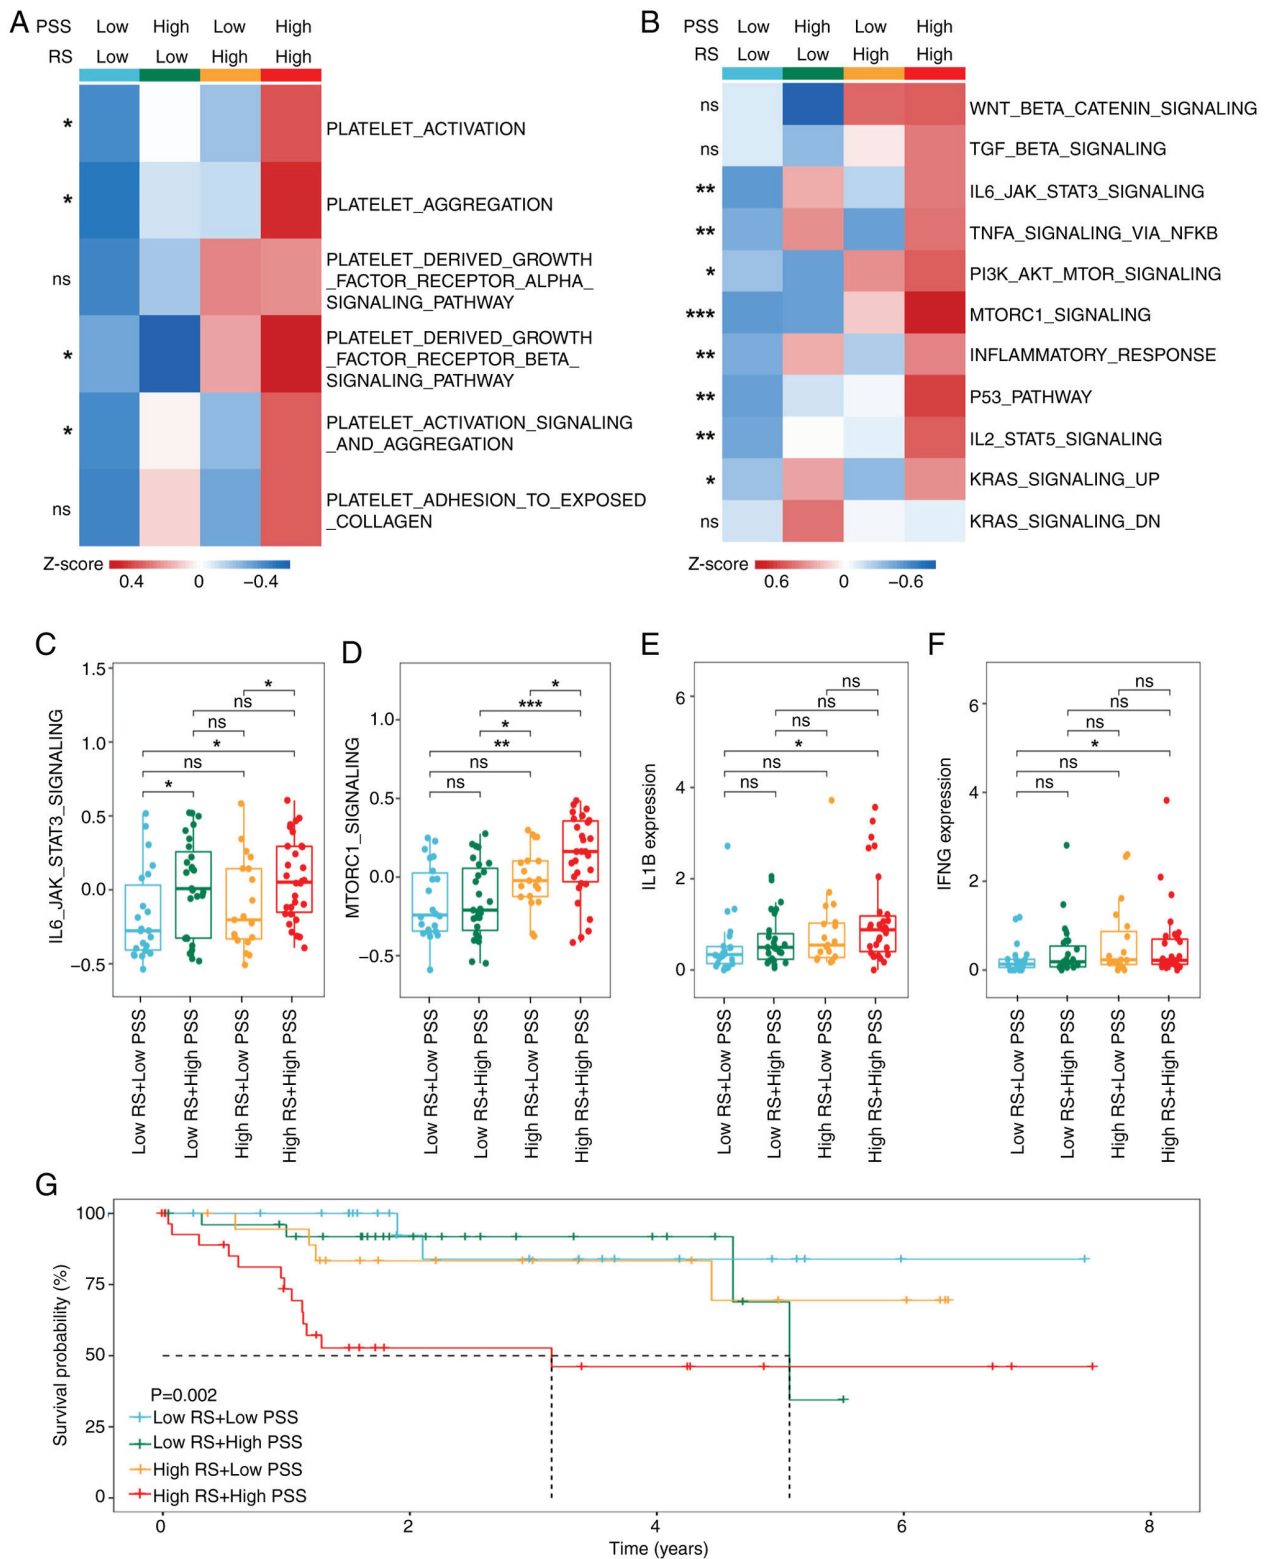 A
PSS Low High Low High
RS Low Low High High
* PLATELET_ACTIVATION
* PLATELET_AGGREGATION
ns PLATELET_DERIVED_GROWTH
_FACTOR_RECEPTOR_ALPHA_
SIGNALING_PATHWAY
* PLATELET_DERIVED_GROWTH
_FACTOR_RECEPTOR_BETA_
SIGNALING_PATHWAY
* PLATELET_ACTIVATION_SIGNALING
_AND_AGGREGATION
ns PLATELET_ADHESION_TO_EXPOSED
_COLLAGEN
Z-score
0.4 0 −0.4
B
PSS Low High Low High
RS Low Low High High
ns WNT_BETA_CATENIN_SIGNALING
ns TGF_BETA_SIGNALING
** IL6_JAK_STAT3_SIGNALING
** TNFA_SIGNALING_VIA_NFKB
* PI3K_AKT_MTOR_SIGNALING
*** MTORC1_SIGNALING
** INFLAMMATORY_RESPONSE
** P53_PATHWAY
** IL2_STAT5_SIGNALING
* KRAS_SIGNALING_UP
ns KRAS_SIGNALING_DN
Z-score
0.6 0 −0.6
C
IL6_JAK_STAT3_SIGNALING
1.5
1.0
0.5
0.0
−0.5
*
ns
ns
*
ns
*
Low RS+Low PSS
Low RS+High PSS
High RS+Low PSS
High RS+High PSS
D
MTORC1_SIGNALING
1.0
0.5
0.0
−0.5
*
***
*
**
ns
ns
Low RS+Low PSS
Low RS+High PSS
High RS+Low PSS
High RS+High PSS
E
IL1B expression
6
4
2
0
ns
ns
ns
*
ns
ns
Low RS+Low PSS
Low RS+High PSS
High RS+Low PSS
High RS+High PSS
F
IFNG expression
6
4
2
0
ns
ns
ns
*
ns
ns
Low RS+Low PSS
Low RS+High PSS
High RS+Low PSS
High RS+High PSS
G
Survival probability (%)
100
75
50
25
0
P=0.002
Low RS+Low PSS
Low RS+High PSS
High RS+Low PSS
High RS+High PSS
0 2 4 6 8
Time (years)